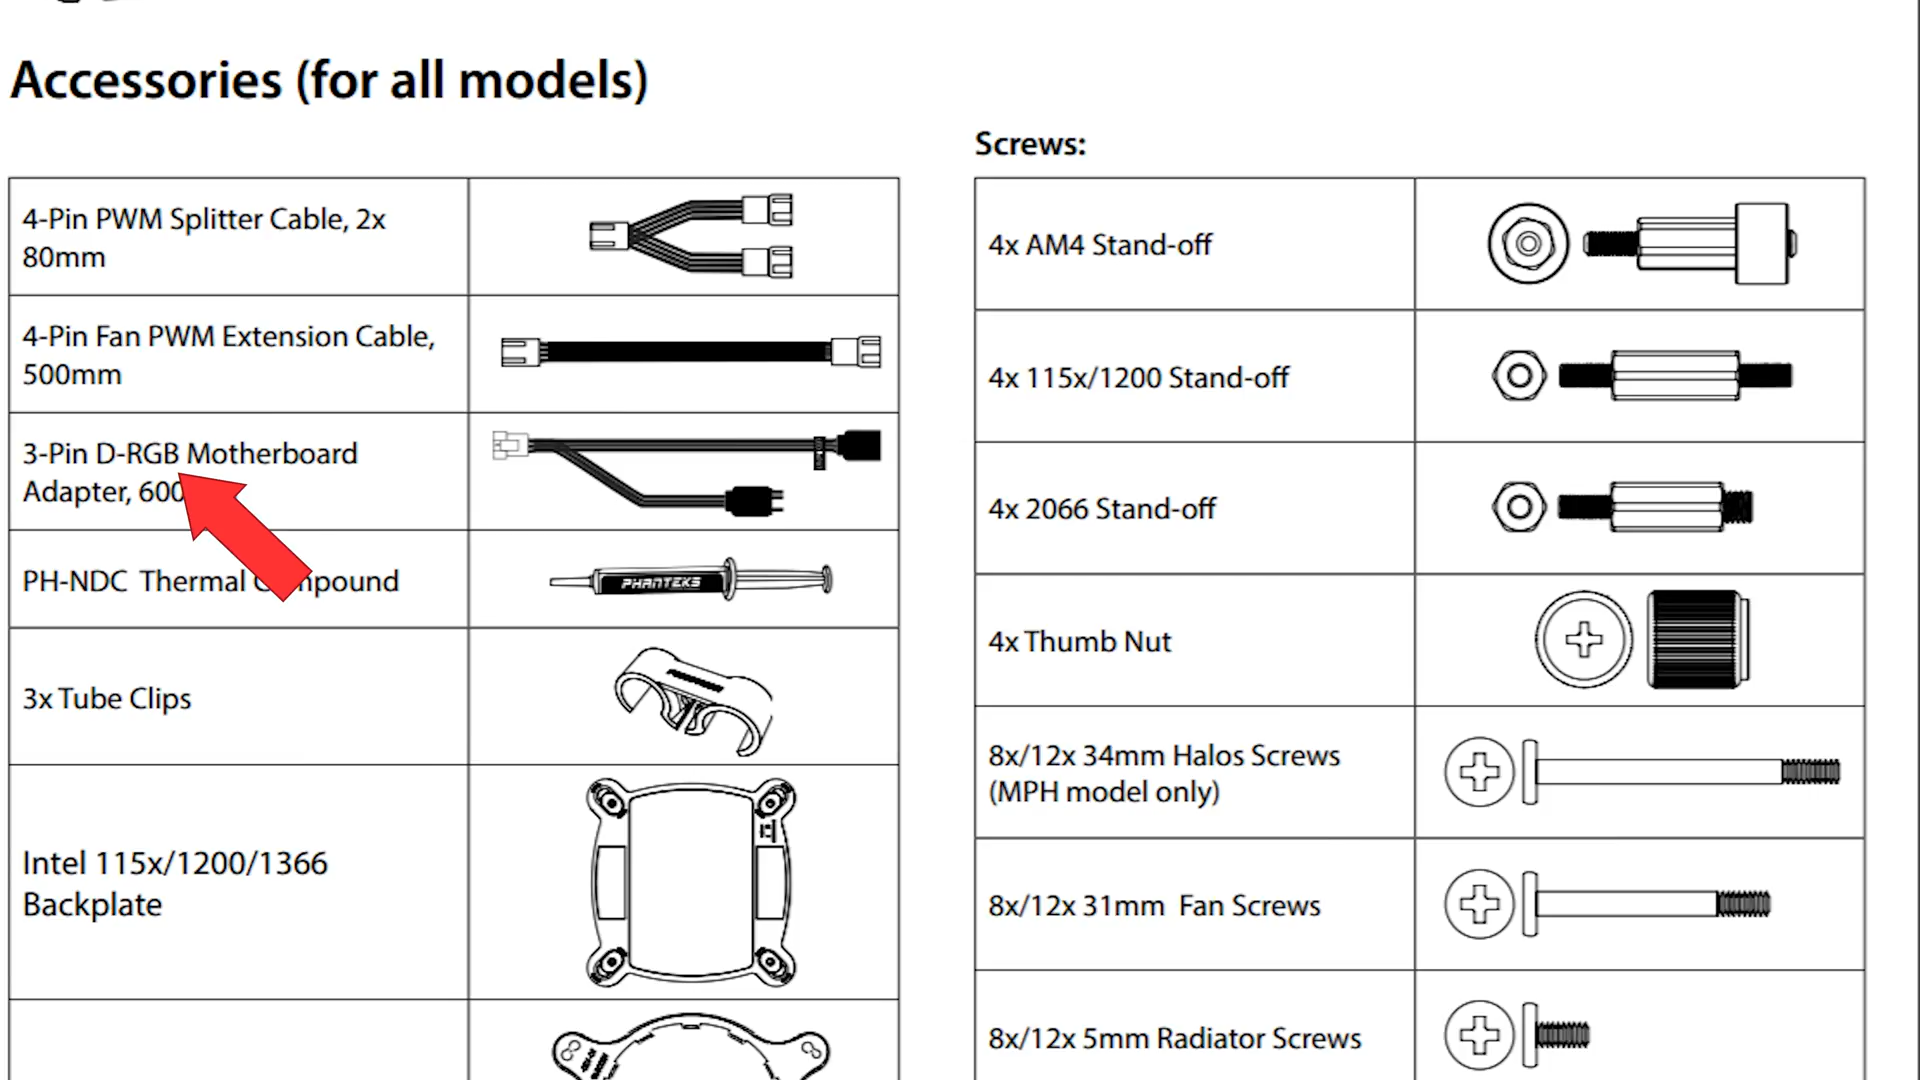 Accessories (for all models)
Screws:
4-Pin PWM Splitter Cable, 2x
80mm
4-Pin Fan PWM Extension Cable,
500mm
3-Pin D-RGB Motherboard
Adapter, 600
PH-NDC Thermal Compound
PHANTEKS
3x Tube Clips
Intel 115x/1200/1366
Backplate
4x AM4 Stand-off
4x 115x/1200 Stand-off
4x 2066 Stand-off
4x Thumb Nut
8x/12x 34mm Halos Screws
(MPH model only)
8x/12x 31mm Fan Screws
8x/12x 5mm Radiator Screws